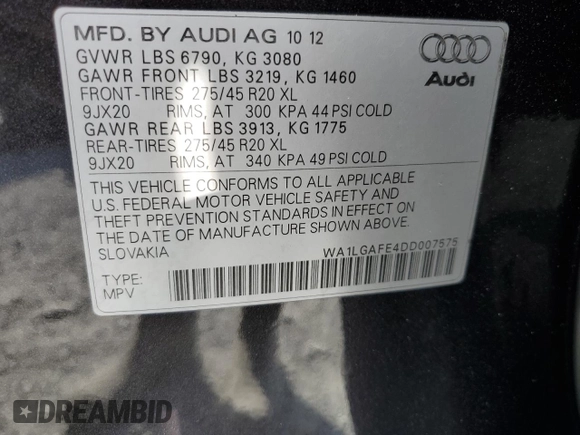 MFD. BY AUDI AG 10 12
GVWR LBS 6790, KG 3080
GAWR FRONT LBS 3219, KG 1460
FRONT-TIRES 275/45 R20 XL
9JX20 RIMS, AT 300 KPA 44 PSI COLD
GAWR REAR LBS 3913, KG 1775
REAR-TIRES 275/45 R20 XL
9JX20 RIMS, AT 340 KPA 49 PSI COLD
THIS VEHICLE CONFORMS TO ALL APPLICABLE
U.S. FEDERAL MOTOR VEHICLE SAFETY AND
THEFT PREVENTION STANDARDS IN EFFECT ON
THE DATE OF MANUFACTURE SHOWN ABOVE.
SLOVAKIA
WA1LGAFE4DD007575
TYPE:
MPV
Audi
DREAMBID